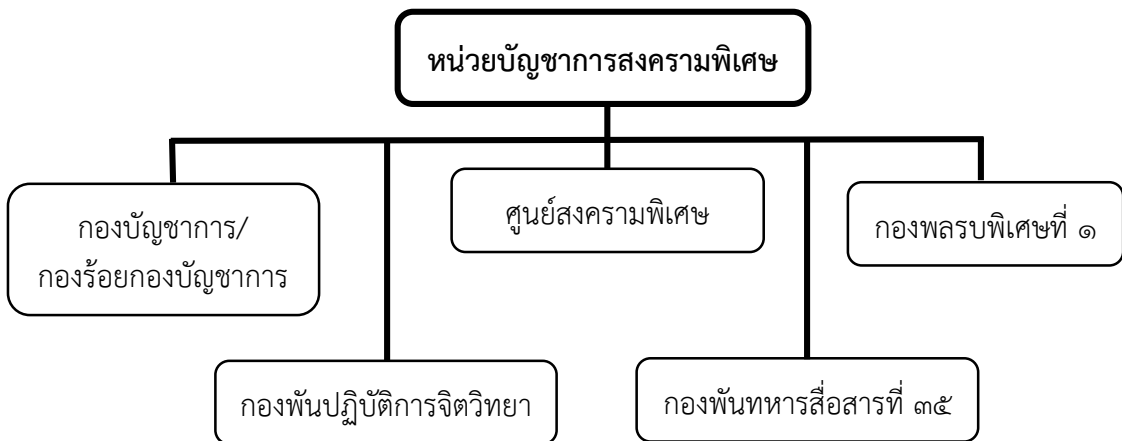 หน่วยบัญชาการสงครามพิเศษ
กองบัญชาการ/
กองร้อยกองบัญชาการ
ศูนย์สงครามพิเศษ
กองพลรบพิเศษที่ ๑
กองพันปฏิบัติการจิตวิทยา
กองพันทหารสื่อสารที่ ๓๕